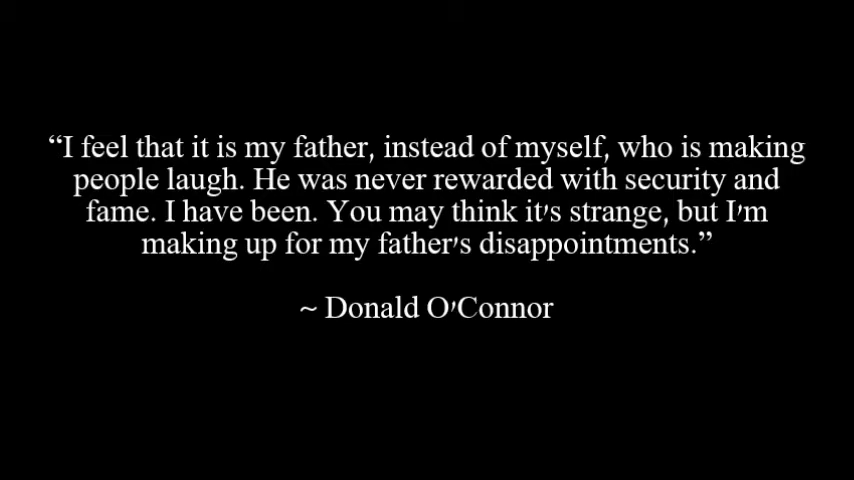 “I feel that it is my father, instead of myself, who is making
people laugh. He was never rewarded with security and
fame. I have been. You may think it's strange, but I'm
making up for my father's disappointments.”
~ Donald O'Connor